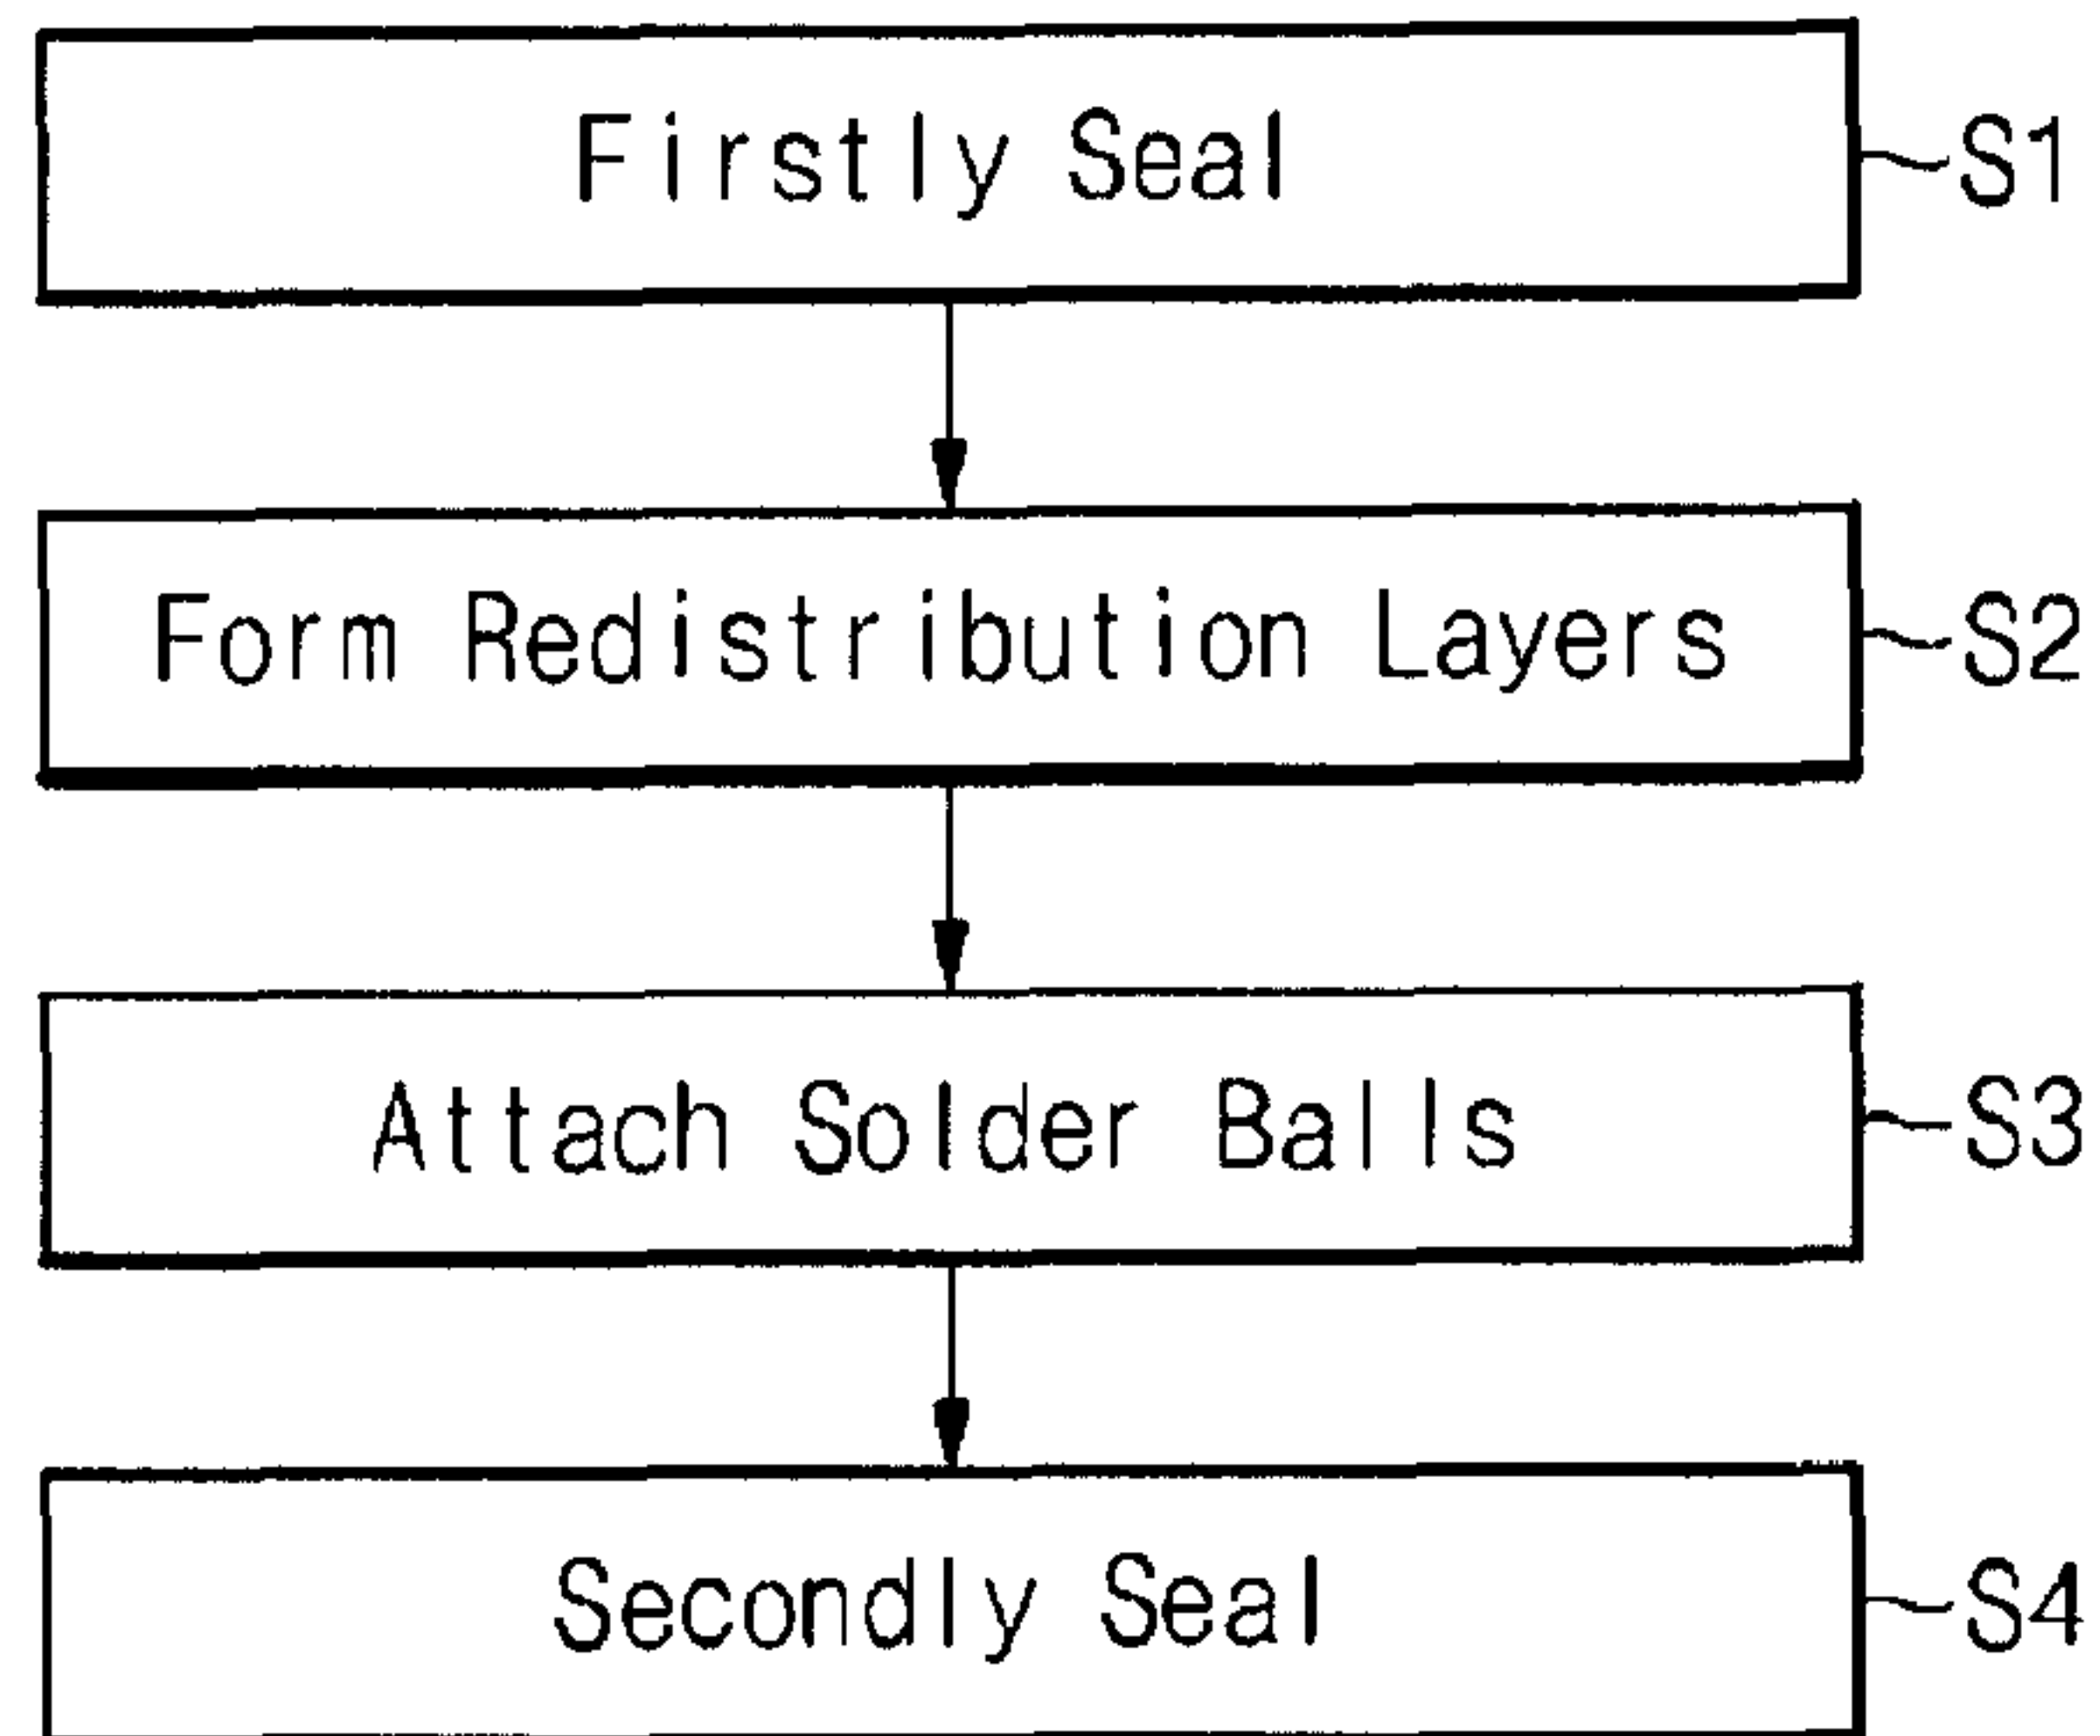 Firstly Seal S1
Form Redistribution Layers S2
Attach Solder Balls S3
Secondly Seal S4